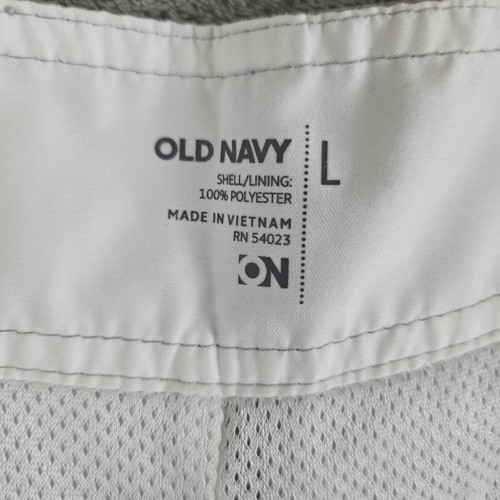 OLD NAVY
SHELL/LINING:
100% POLYESTER
MADE IN VIETNAM
RN 54023
ON
L